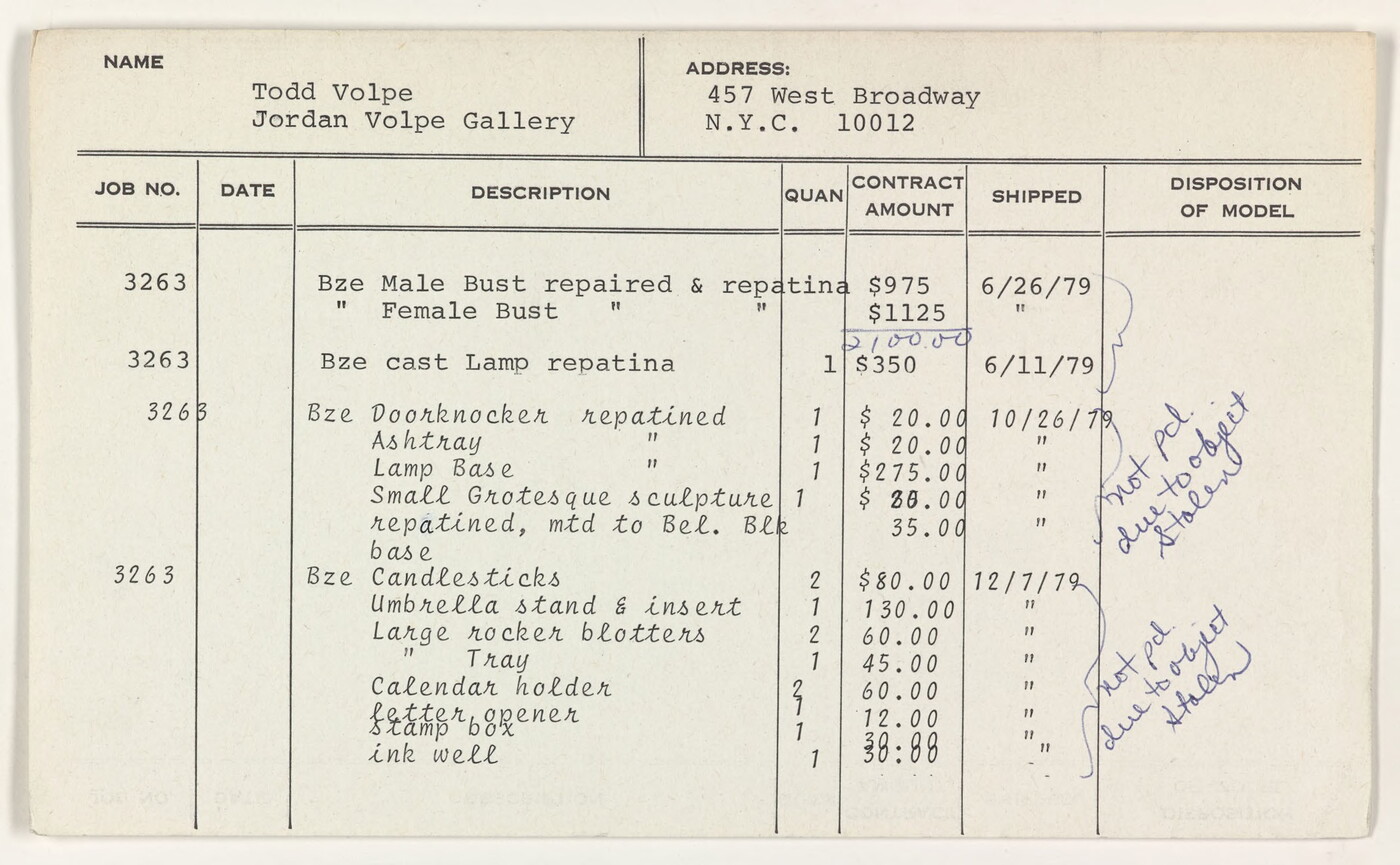 NAME
Todd Volpe
Jordan Volpe Gallery
ADDRESS:
457 West Broadway
N.Y.C. 10012
JOB NO. DATE DESCRIPTION QUAN CONTRACT AMOUNT SHIPPED DISPOSITION OF MODEL
3263 Bze Male Bust repaired & repatina $975 6/26/79
" Female Bust " " $1125 "
2100.00
3263 Bze cast Lamp repatina 1 $350 6/11/79
3263 Bze Doorknocker repatined 1 $ 20.00 10/26/79
Ashtray " 1 $ 20.00 "
Lamp Base " 1 $275.00 "
Small Grotesque sculpture 1 $ .00 "
repatined, mtd to Bel. Blk 35.00 "
base
not pd.
due to object
stolen
3263 Bze Candlesticks 2 $80.00 12/7/79
Umbrella stand & insert 1 130.00 "
Large rocker blotters 2 60.00 "
" Tray 1 45.00 "
Calendar holder 2 60.00 "
letter opener 1 12.00 "
stamp box 1 30.00 "
ink well 1 30.00 "
not pd.
due to object
stolen